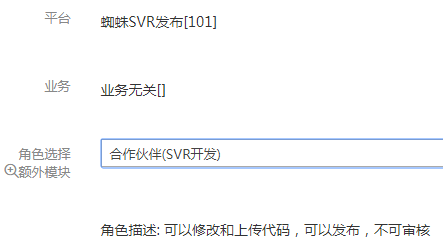 平台 蜘蛛SVR发布[101]
业务 业务无关[]
角色选择 合作伙伴(SVR开发)
额外模块
角色描述: 可以修改和上传代码，可以发布，不可审核